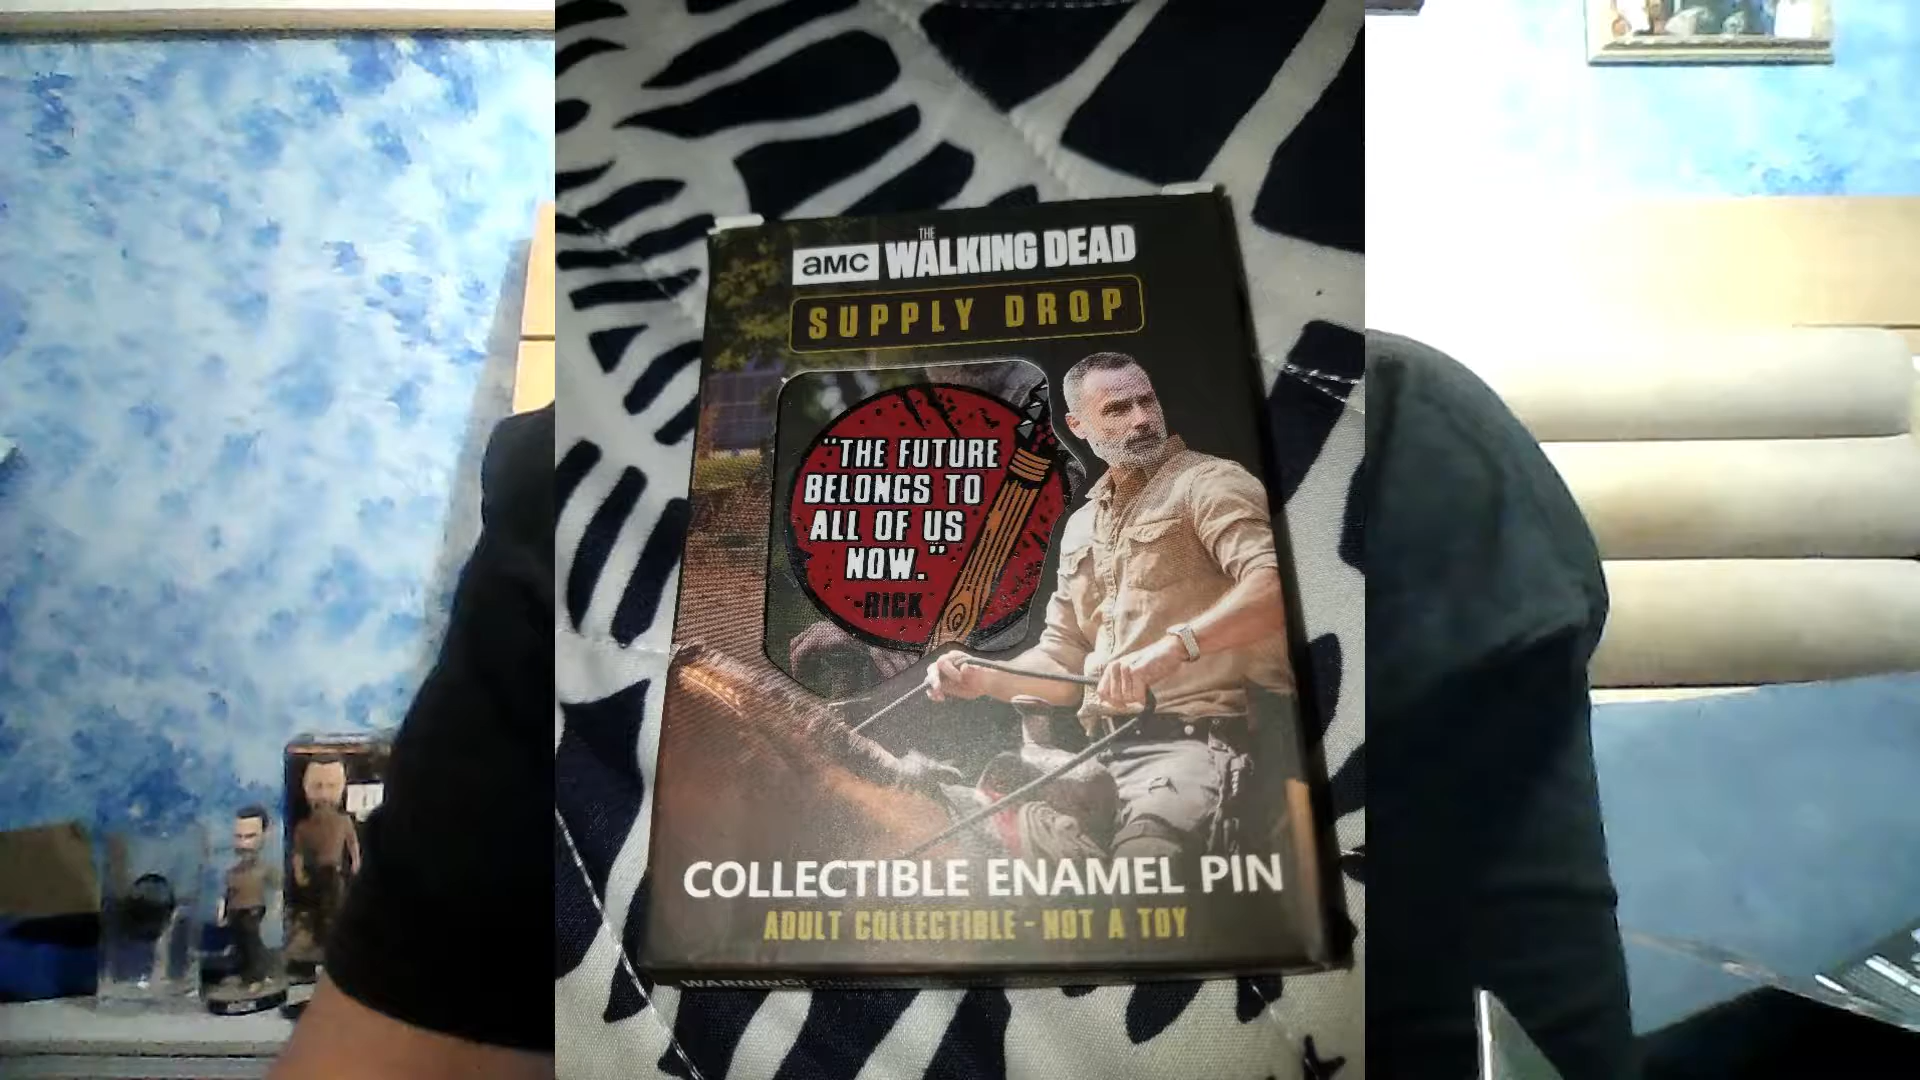 THE
aMC WALKING DEAD
SUPPLY DROP
"THE FUTURE
BELONGS TO
ALL OF US
NOW."
-RICK
COLLECTIBLE ENAMEL PIN
ADULT COLLECTIBLE - NOT A TOY
WARNING!